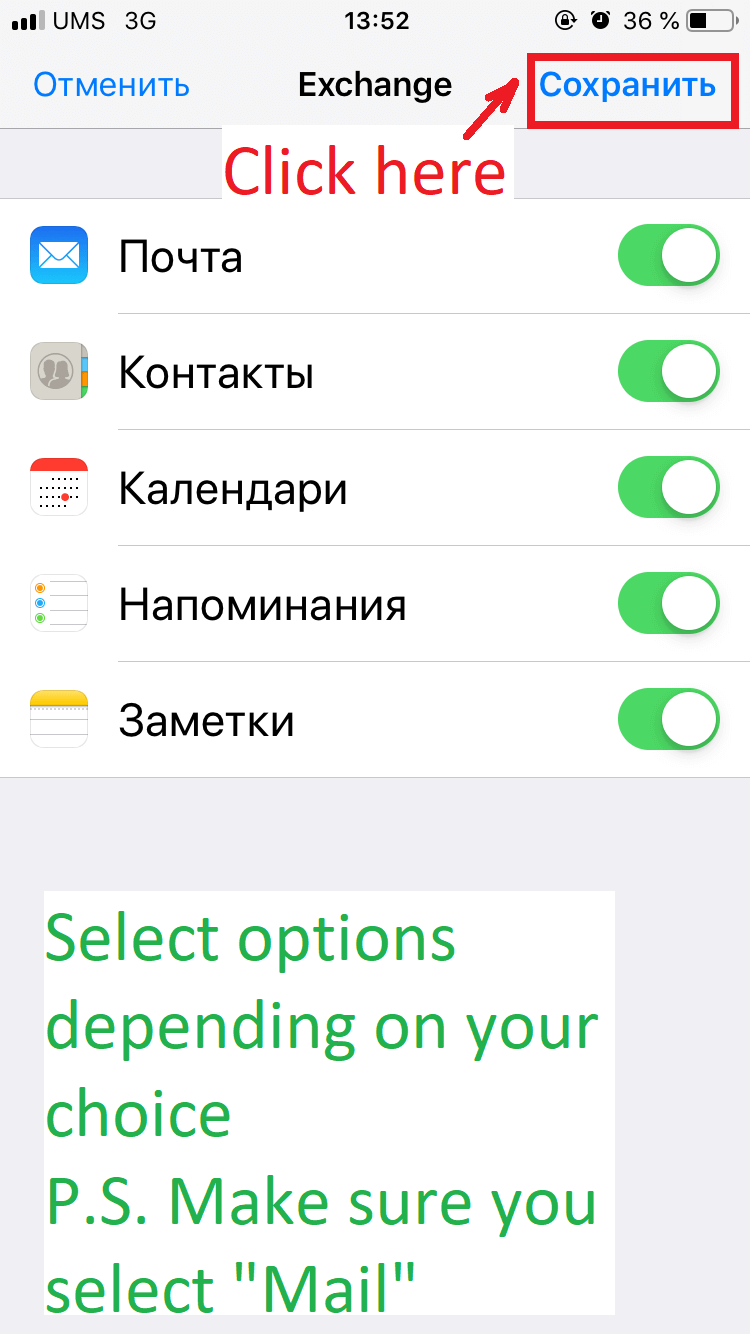 UMS 3G 13:52 36 %
Отменить Exchange Сохранить
Click here
Почта
Контакты
Календари
Напоминания
Заметки
Select options
depending on your
choice
P.S. Make sure you
select "Mail"